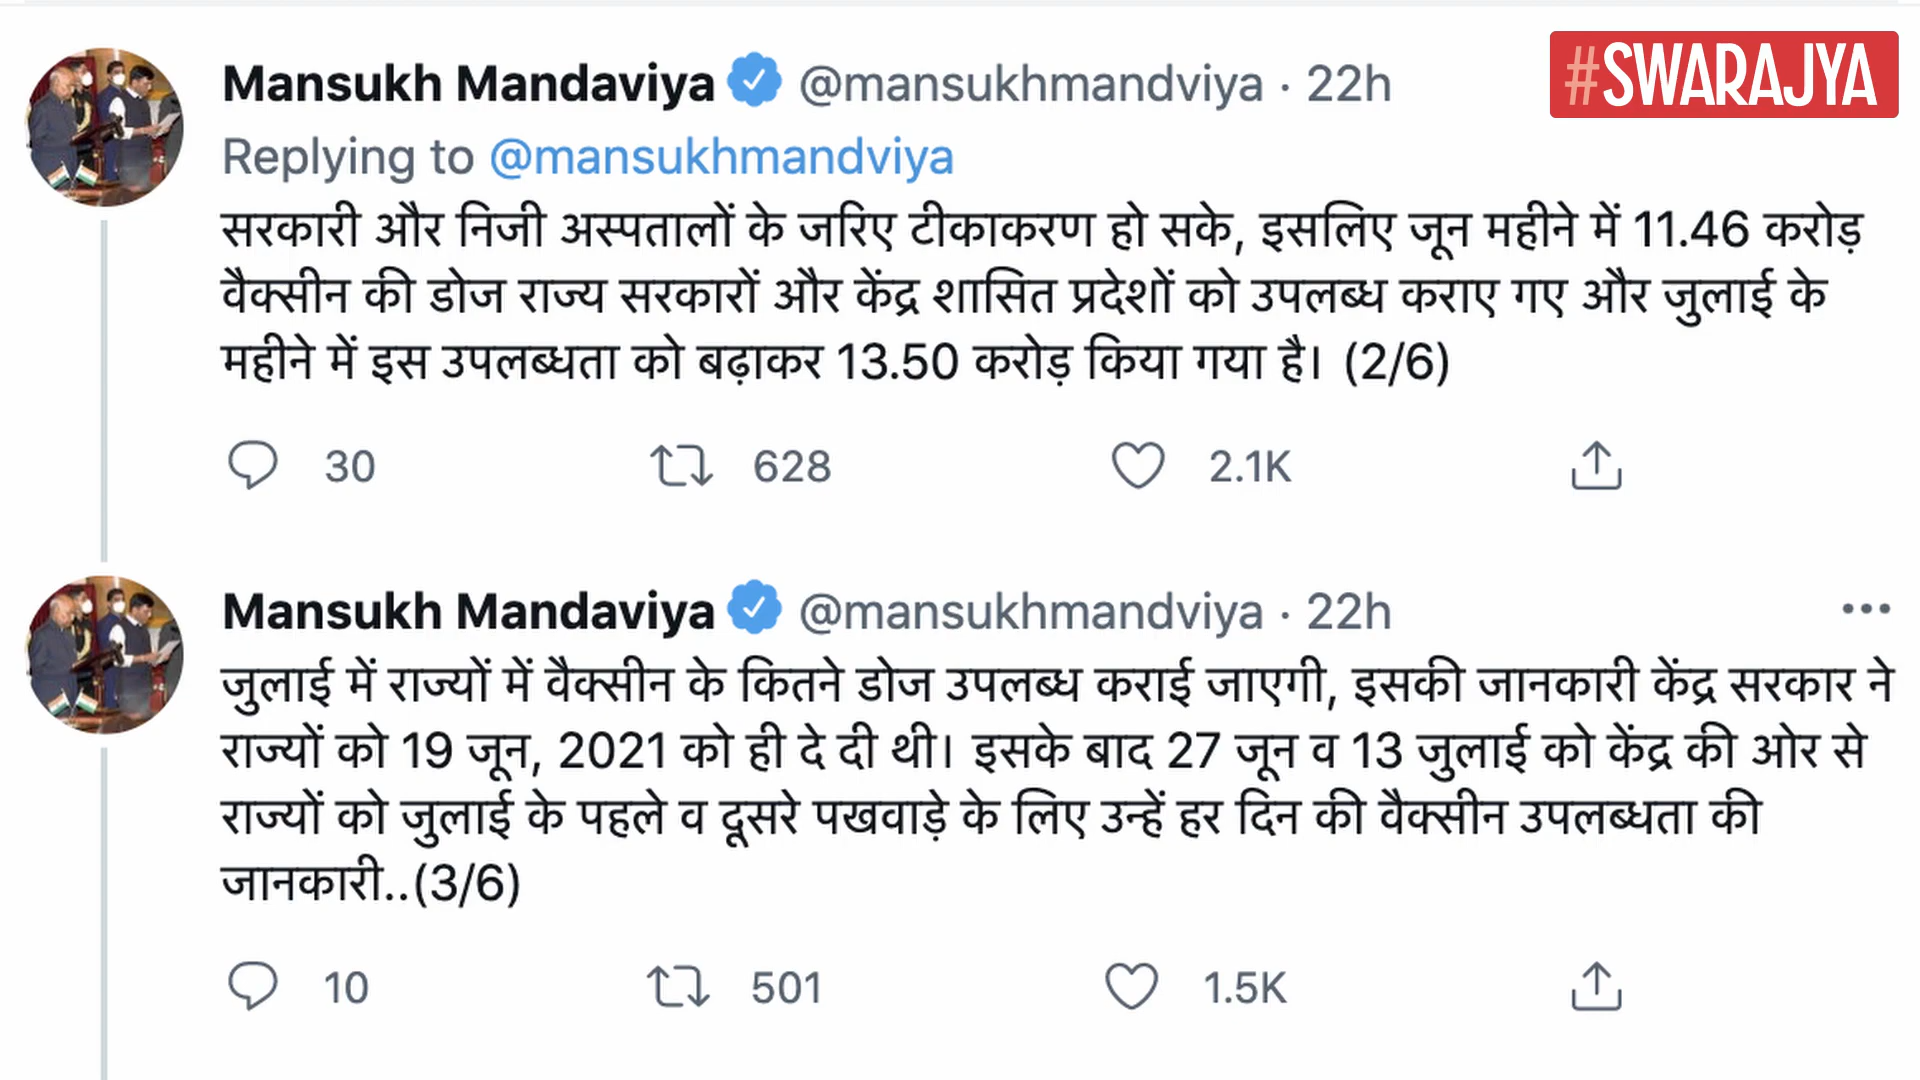 #SWARAJYA
Mansukh Mandaviya @mansukhmandviya · 22h
Replying to @mansukhmandviya
सरकारी और निजी अस्पतालों के जरिए टीकाकरण हो सके, इसलिए जून महीने में 11.46 करोड़
वैक्सीन की डोज राज्य सरकारों और केंद्र शासित प्रदेशों को उपलब्ध कराए गए और जुलाई के
महीने में इस उपलब्धता को बढ़ाकर 13.50 करोड़ किया गया है। (2/6)
30 628 2.1K
Mansukh Mandaviya @mansukhmandviya · 22h
जुलाई में राज्यों में वैक्सीन के कितने डोज उपलब्ध कराई जाएगी, इसकी जानकारी केंद्र सरकार ने
राज्यों को 19 जून, 2021 को ही दे दी थी। इसके बाद 27 जून व 13 जुलाई को केंद्र की ओर से
राज्यों को जुलाई के पहले व दूसरे पखवाड़े के लिए उन्हें हर दिन की वैक्सीन उपलब्धता की
जानकारी..(3/6)
10 501 1.5K